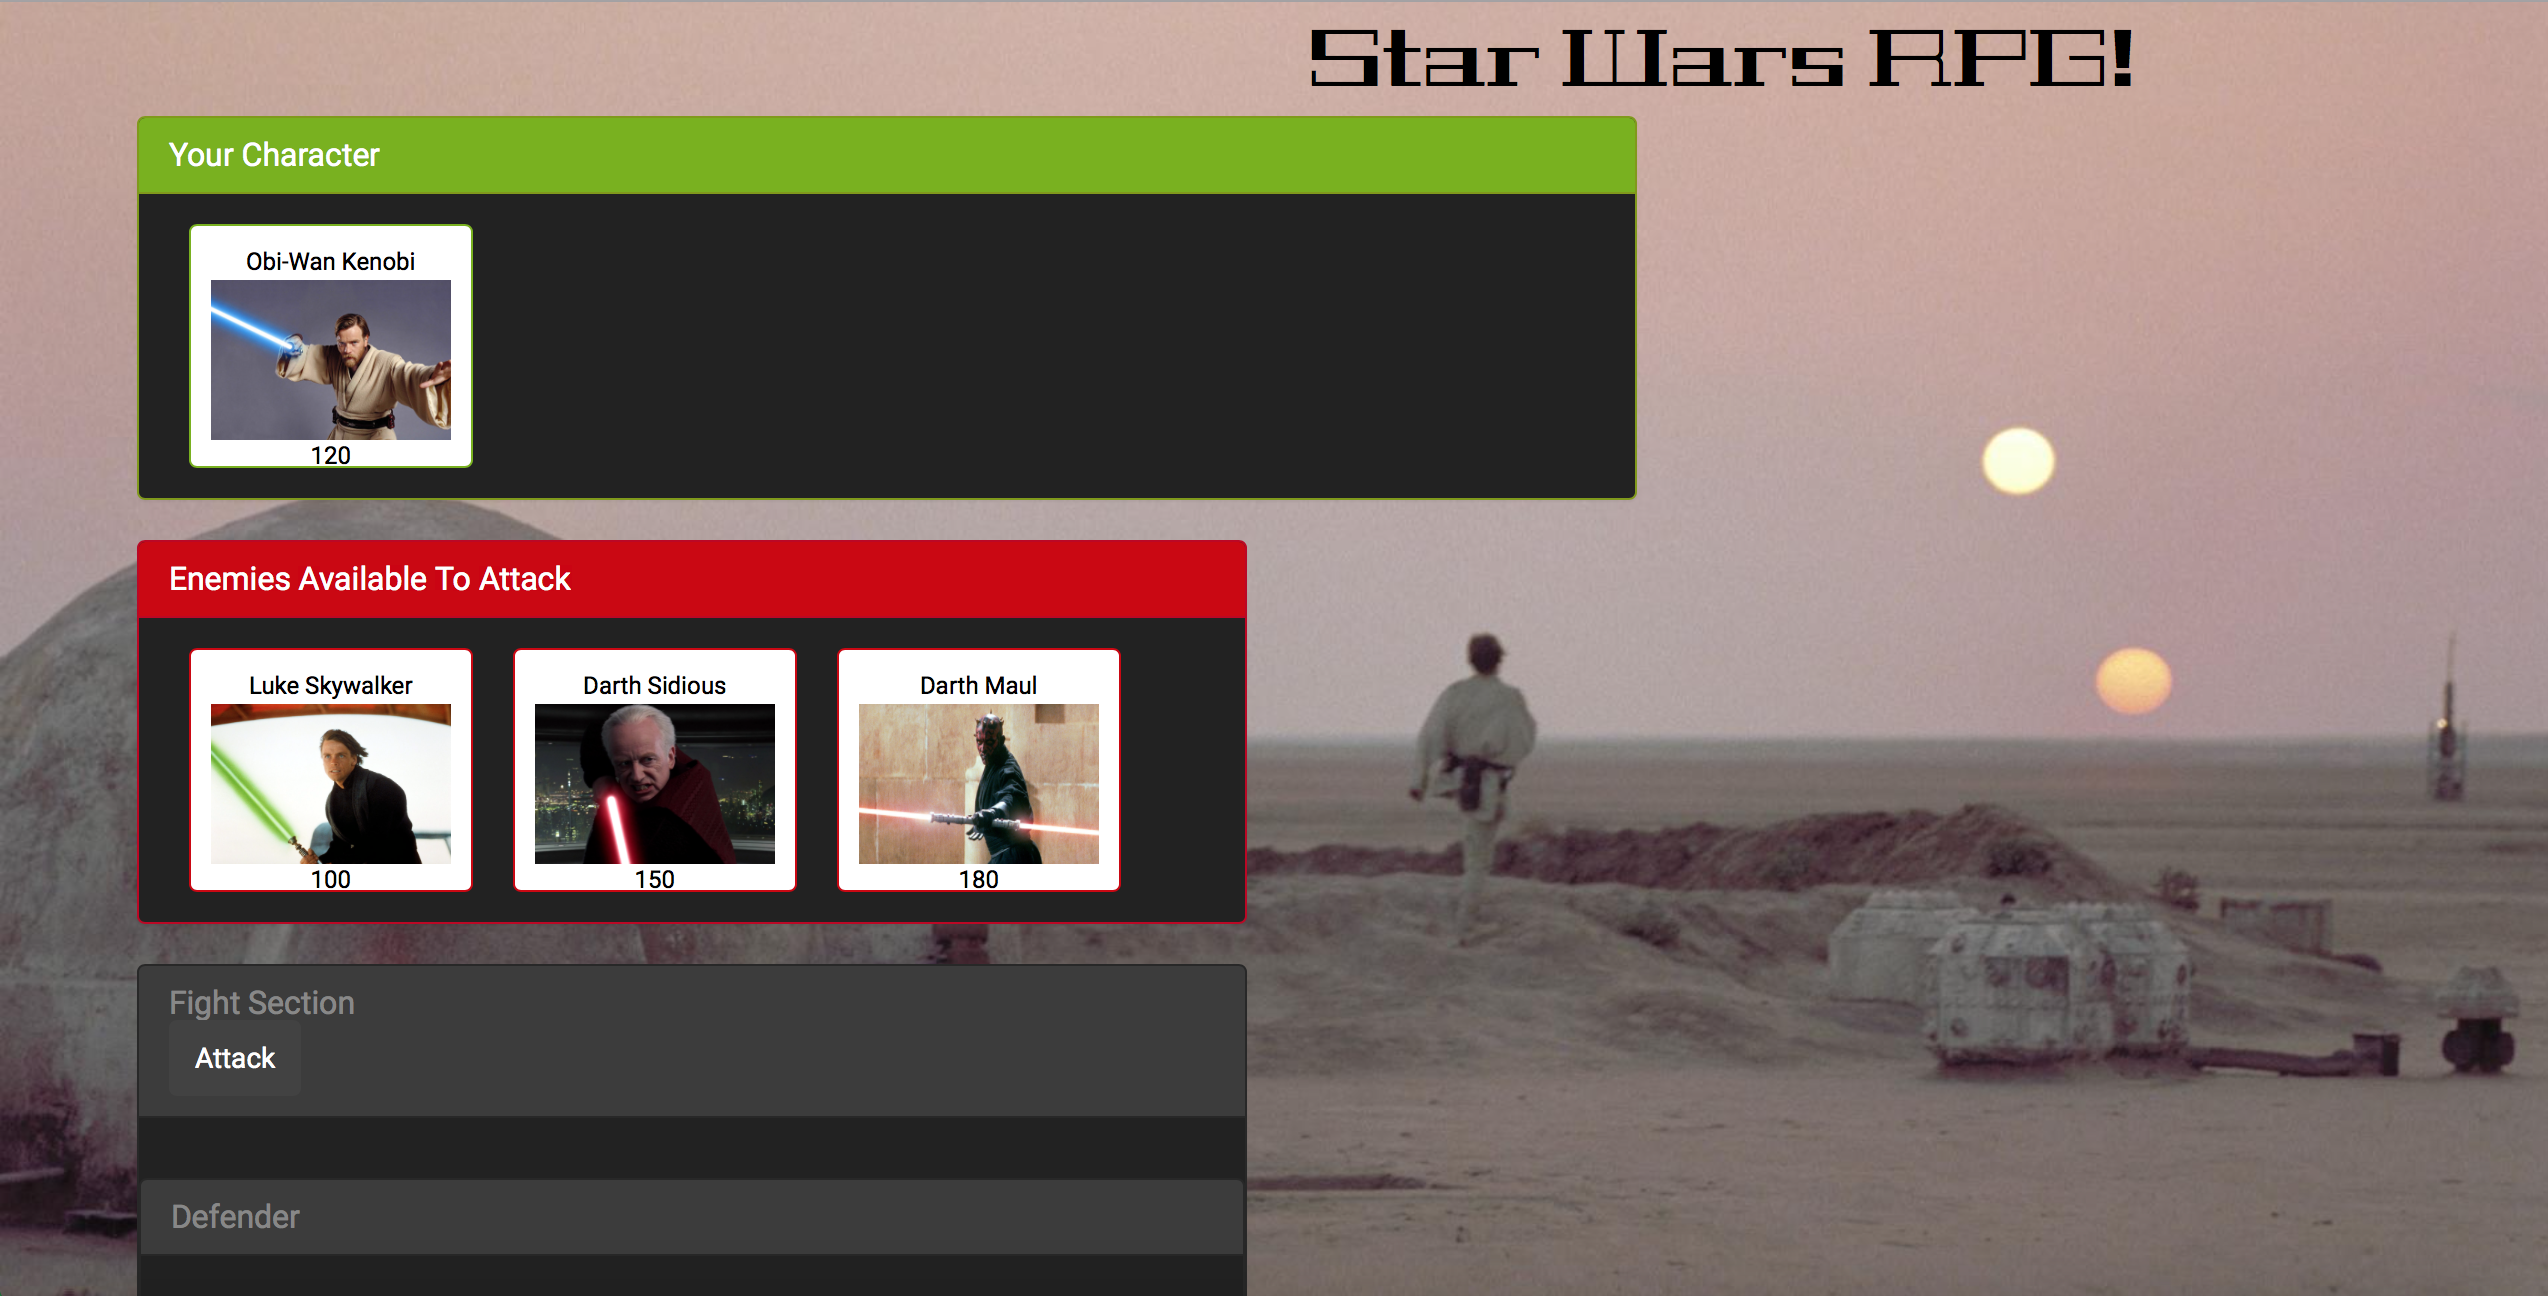 Star Wars RPG!
Your Character
Obi-Wan Kenobi
120
Enemies Available To Attack
Luke Skywalker
100
Darth Sidious
150
Darth Maul
180
Fight Section
Attack
Defender